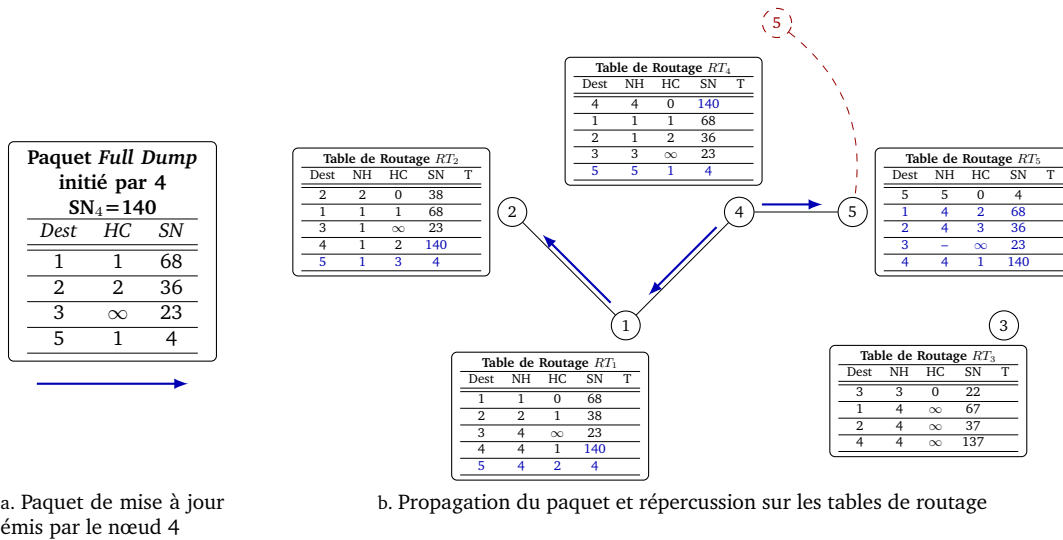 5
Table de Routage RT₄
Dest NH HC SN T
4 4 0 140
1 1 1 68
2 1 2 36
3 3 ∞ 23
5 5 1 4
Paquet Full Dump
initié par 4
SN₄=140
Dest HC SN
1 1 68
2 2 36
3 ∞ 23
5 1 4
Table de Routage RT₂
Dest NH HC SN T
2 2 0 38
1 1 1 68
3 1 ∞ 23
4 1 2 140
5 1 3 4
2
4
5
Table de Routage RT₅
Dest NH HC SN T
5 5 0 4
1 4 2 68
2 4 3 36
3 – ∞ 23
4 4 1 140
1
3
Table de Routage RT₁
Dest NH HC SN T
1 1 0 68
2 2 1 38
3 4 ∞ 23
4 4 1 140
5 4 2 4
Table de Routage RT₃
Dest NH HC SN T
3 3 0 22
1 4 ∞ 67
2 4 ∞ 37
4 4 ∞ 137
a. Paquet de mise à jour
émis par le nœud 4
b. Propagation du paquet et répercussion sur les tables de routage